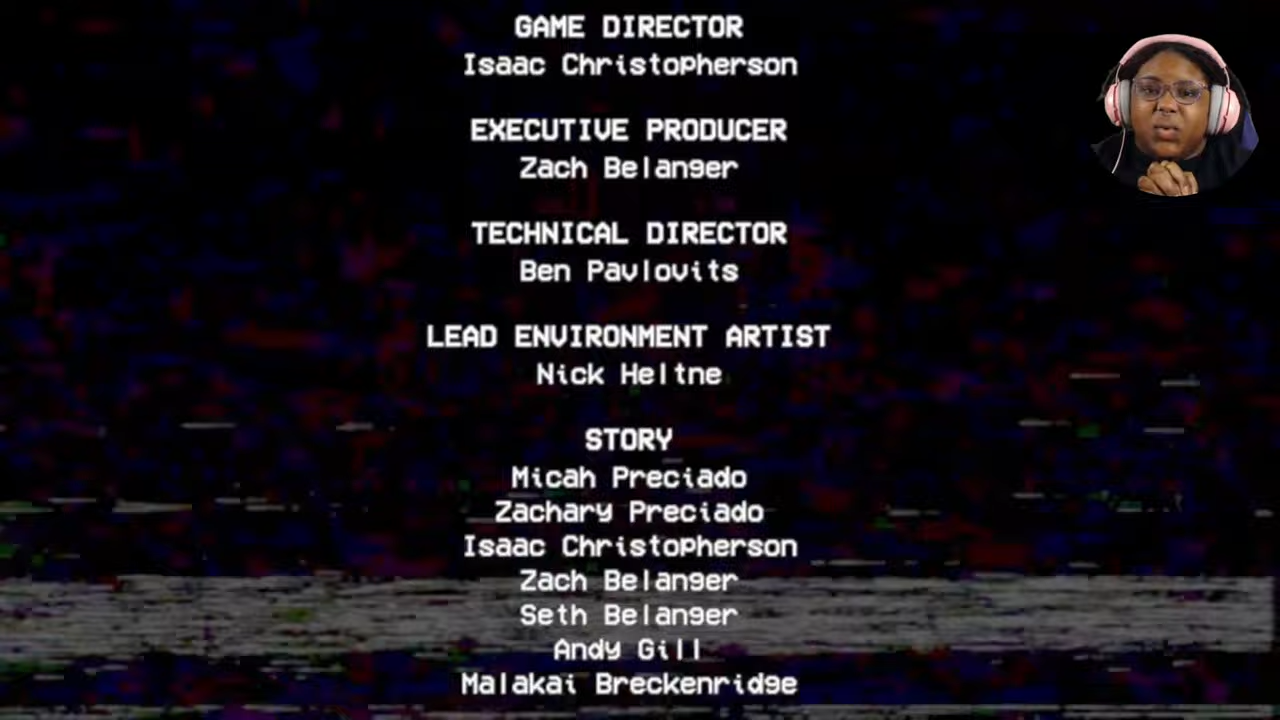 GAME DIRECTOR
Isaac Christopherson
EXECUTIVE PRODUCER
Zach Belanger
TECHNICAL DIRECTOR
Ben Pavlovits
LEAD ENVIRONMENT ARTIST
Nick Heltne
STORY
Micah Preciado
Zachary Preciado
Isaac Christopherson
Zach Belanger
Seth Belanger
Andy Gill
Malakai Breckenridge